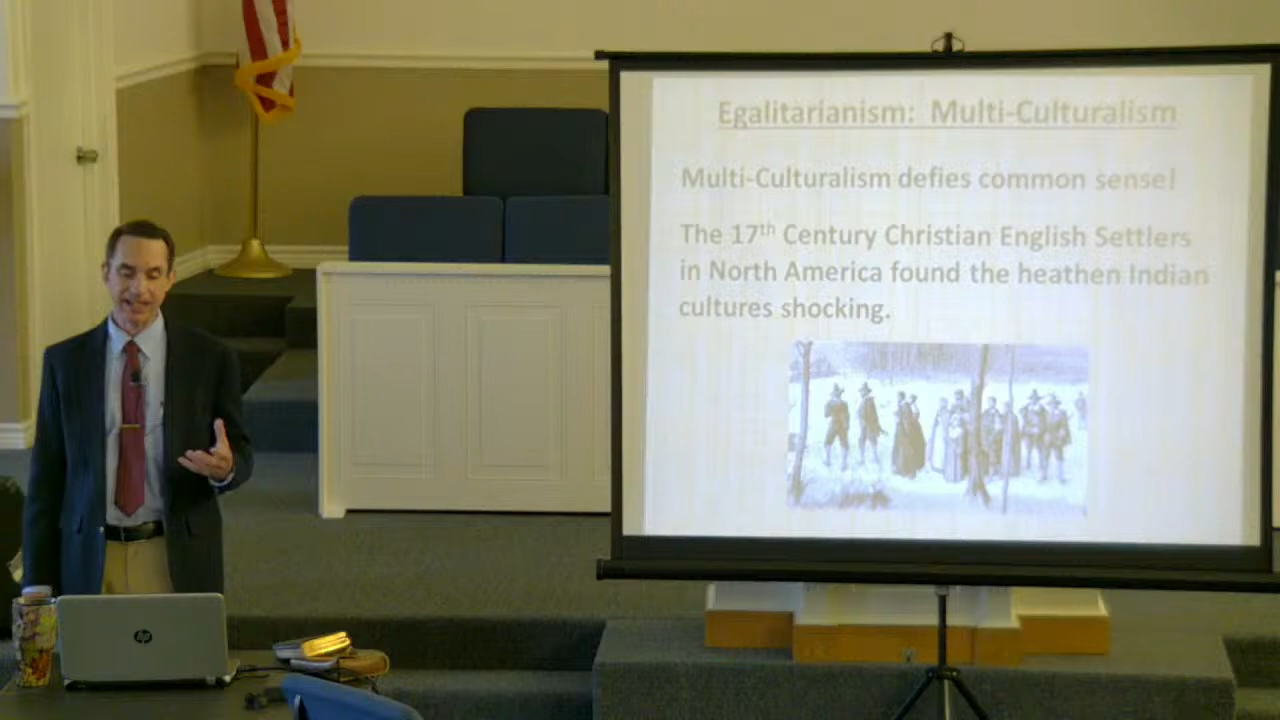 Egalitarianism: Multi-Culturalism
Multi-Culturalism defies common sense!
The 17th Century Christian English Settlers
in North America found the heathen Indian
cultures shocking.
hp